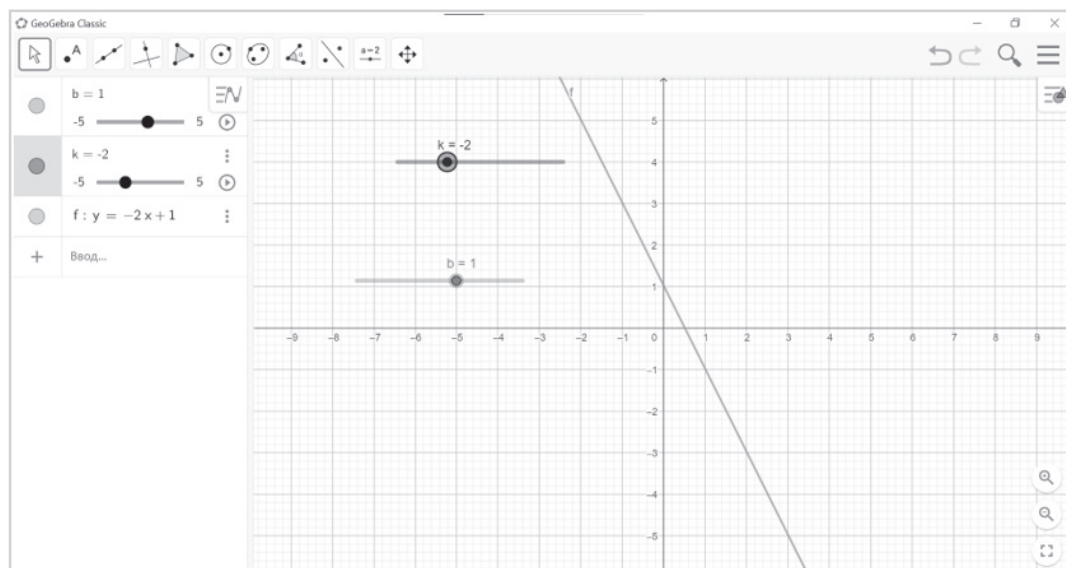 GeoGebra Classic
A
α
a=2
b = 1
-5 5
k = -2
-5 5
f : y = −2 x + 1
+ Ввод...
f
k = -2
b = 1
5
4
3
2
1
−9 −8 −7 −6 −5 −4 −3 −2 −1 0 1 2 3 4 5 6 7 8 9
−1
−2
−3
−4
−5